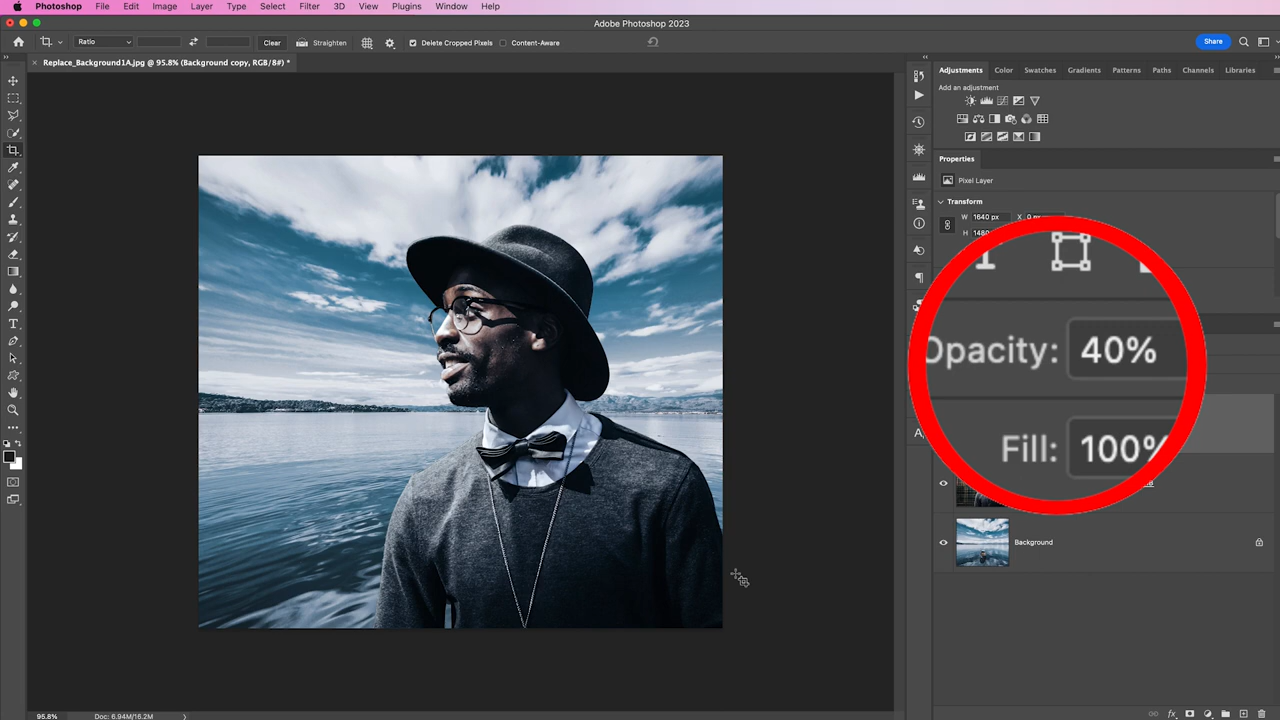 Photoshop File Edit Image Layer Type Select Filter 3D View Plugins Window Help
Adobe Photoshop 2023
Ratio Clear Straighten Delete Cropped Pixels Content-Aware Share
Replace_Background1A.jpg @ 95.8% (Background copy, RGB/8#) *
Adjustments Color Swatches Gradients Patterns Paths Channels Libraries
Add an adjustment
Properties
Pixel Layer
Transform
W 1640 px X 0 px
H 1480
Opacity: 40%
Fill: 100%
Background
95.8% Doc: 6.94M/16.2M